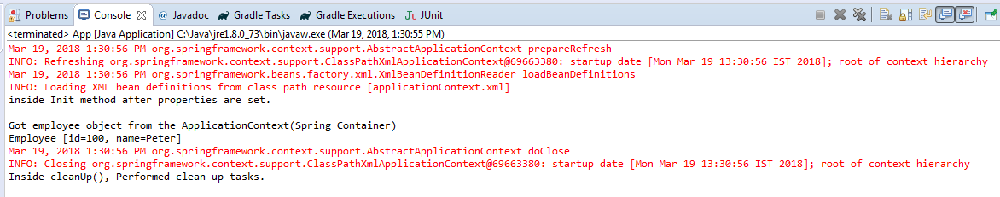 Problems Console Javadoc Gradle Tasks Gradle Executions JUnit
<terminated> App [Java Application] C:\Java\jre1.8.0_73\bin\javaw.exe (Mar 19, 2018, 1:30:55 PM)
Mar 19, 2018 1:30:56 PM org.springframework.context.support.AbstractApplicationContext prepareRefresh
INFO: Refreshing org.springframework.context.support.ClassPathXmlApplicationContext@69663380: startup date [Mon Mar 19 13:30:56 IST 2018]; root of context hierarchy
Mar 19, 2018 1:30:56 PM org.springframework.beans.factory.xml.XmlBeanDefinitionReader loadBeanDefinitions
INFO: Loading XML bean definitions from class path resource [applicationContext.xml]
inside Init method after properties are set.
---------------------------------------
Got employee object from the ApplicationContext(Spring Container)
Employee [id=100, name=Peter]
Mar 19, 2018 1:30:56 PM org.springframework.context.support.AbstractApplicationContext doClose
INFO: Closing org.springframework.context.support.ClassPathXmlApplicationContext@69663380: startup date [Mon Mar 19 13:30:56 IST 2018]; root of context hierarchy
Inside cleanUp(), Performed clean up tasks.